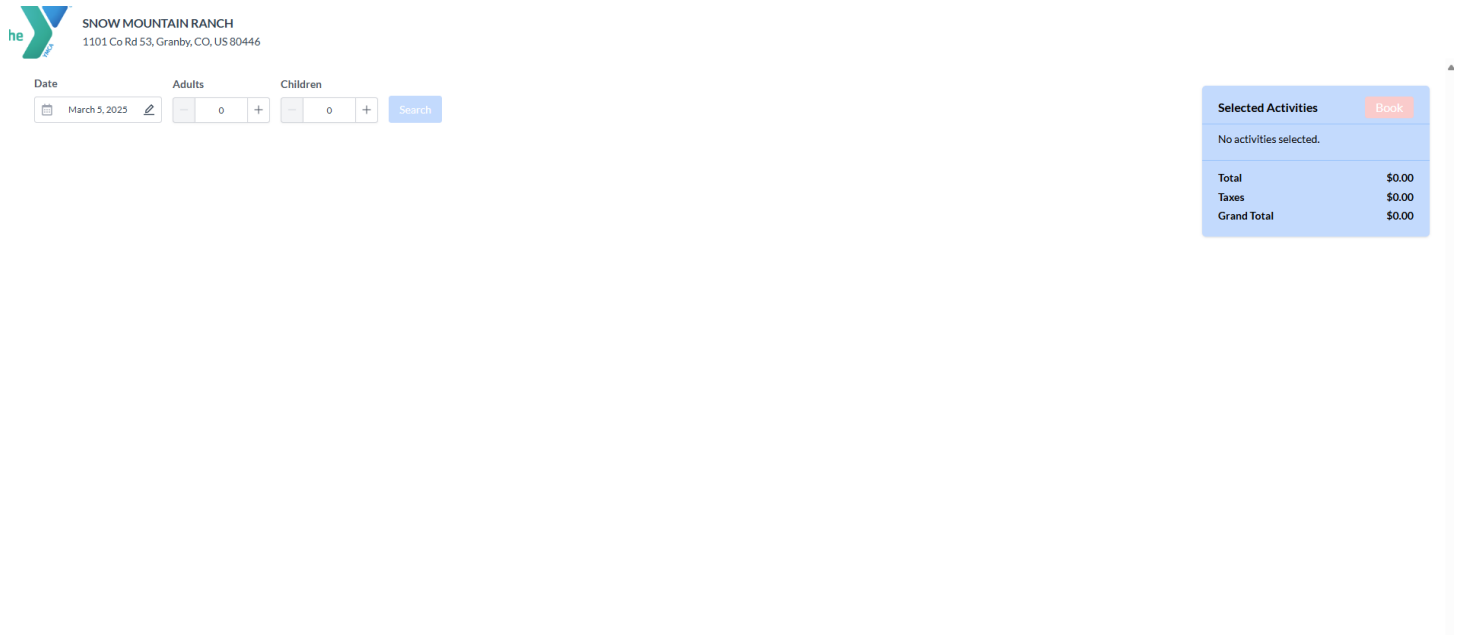 he
YMCA
SNOW MOUNTAIN RANCH
1101 Co Rd 53, Granby, CO, US 80446
Date
Adults
Children
March 5, 2025
0
0
Search
Selected Activities
Book
No activities selected.
Total $0.00
Taxes $0.00
Grand Total $0.00